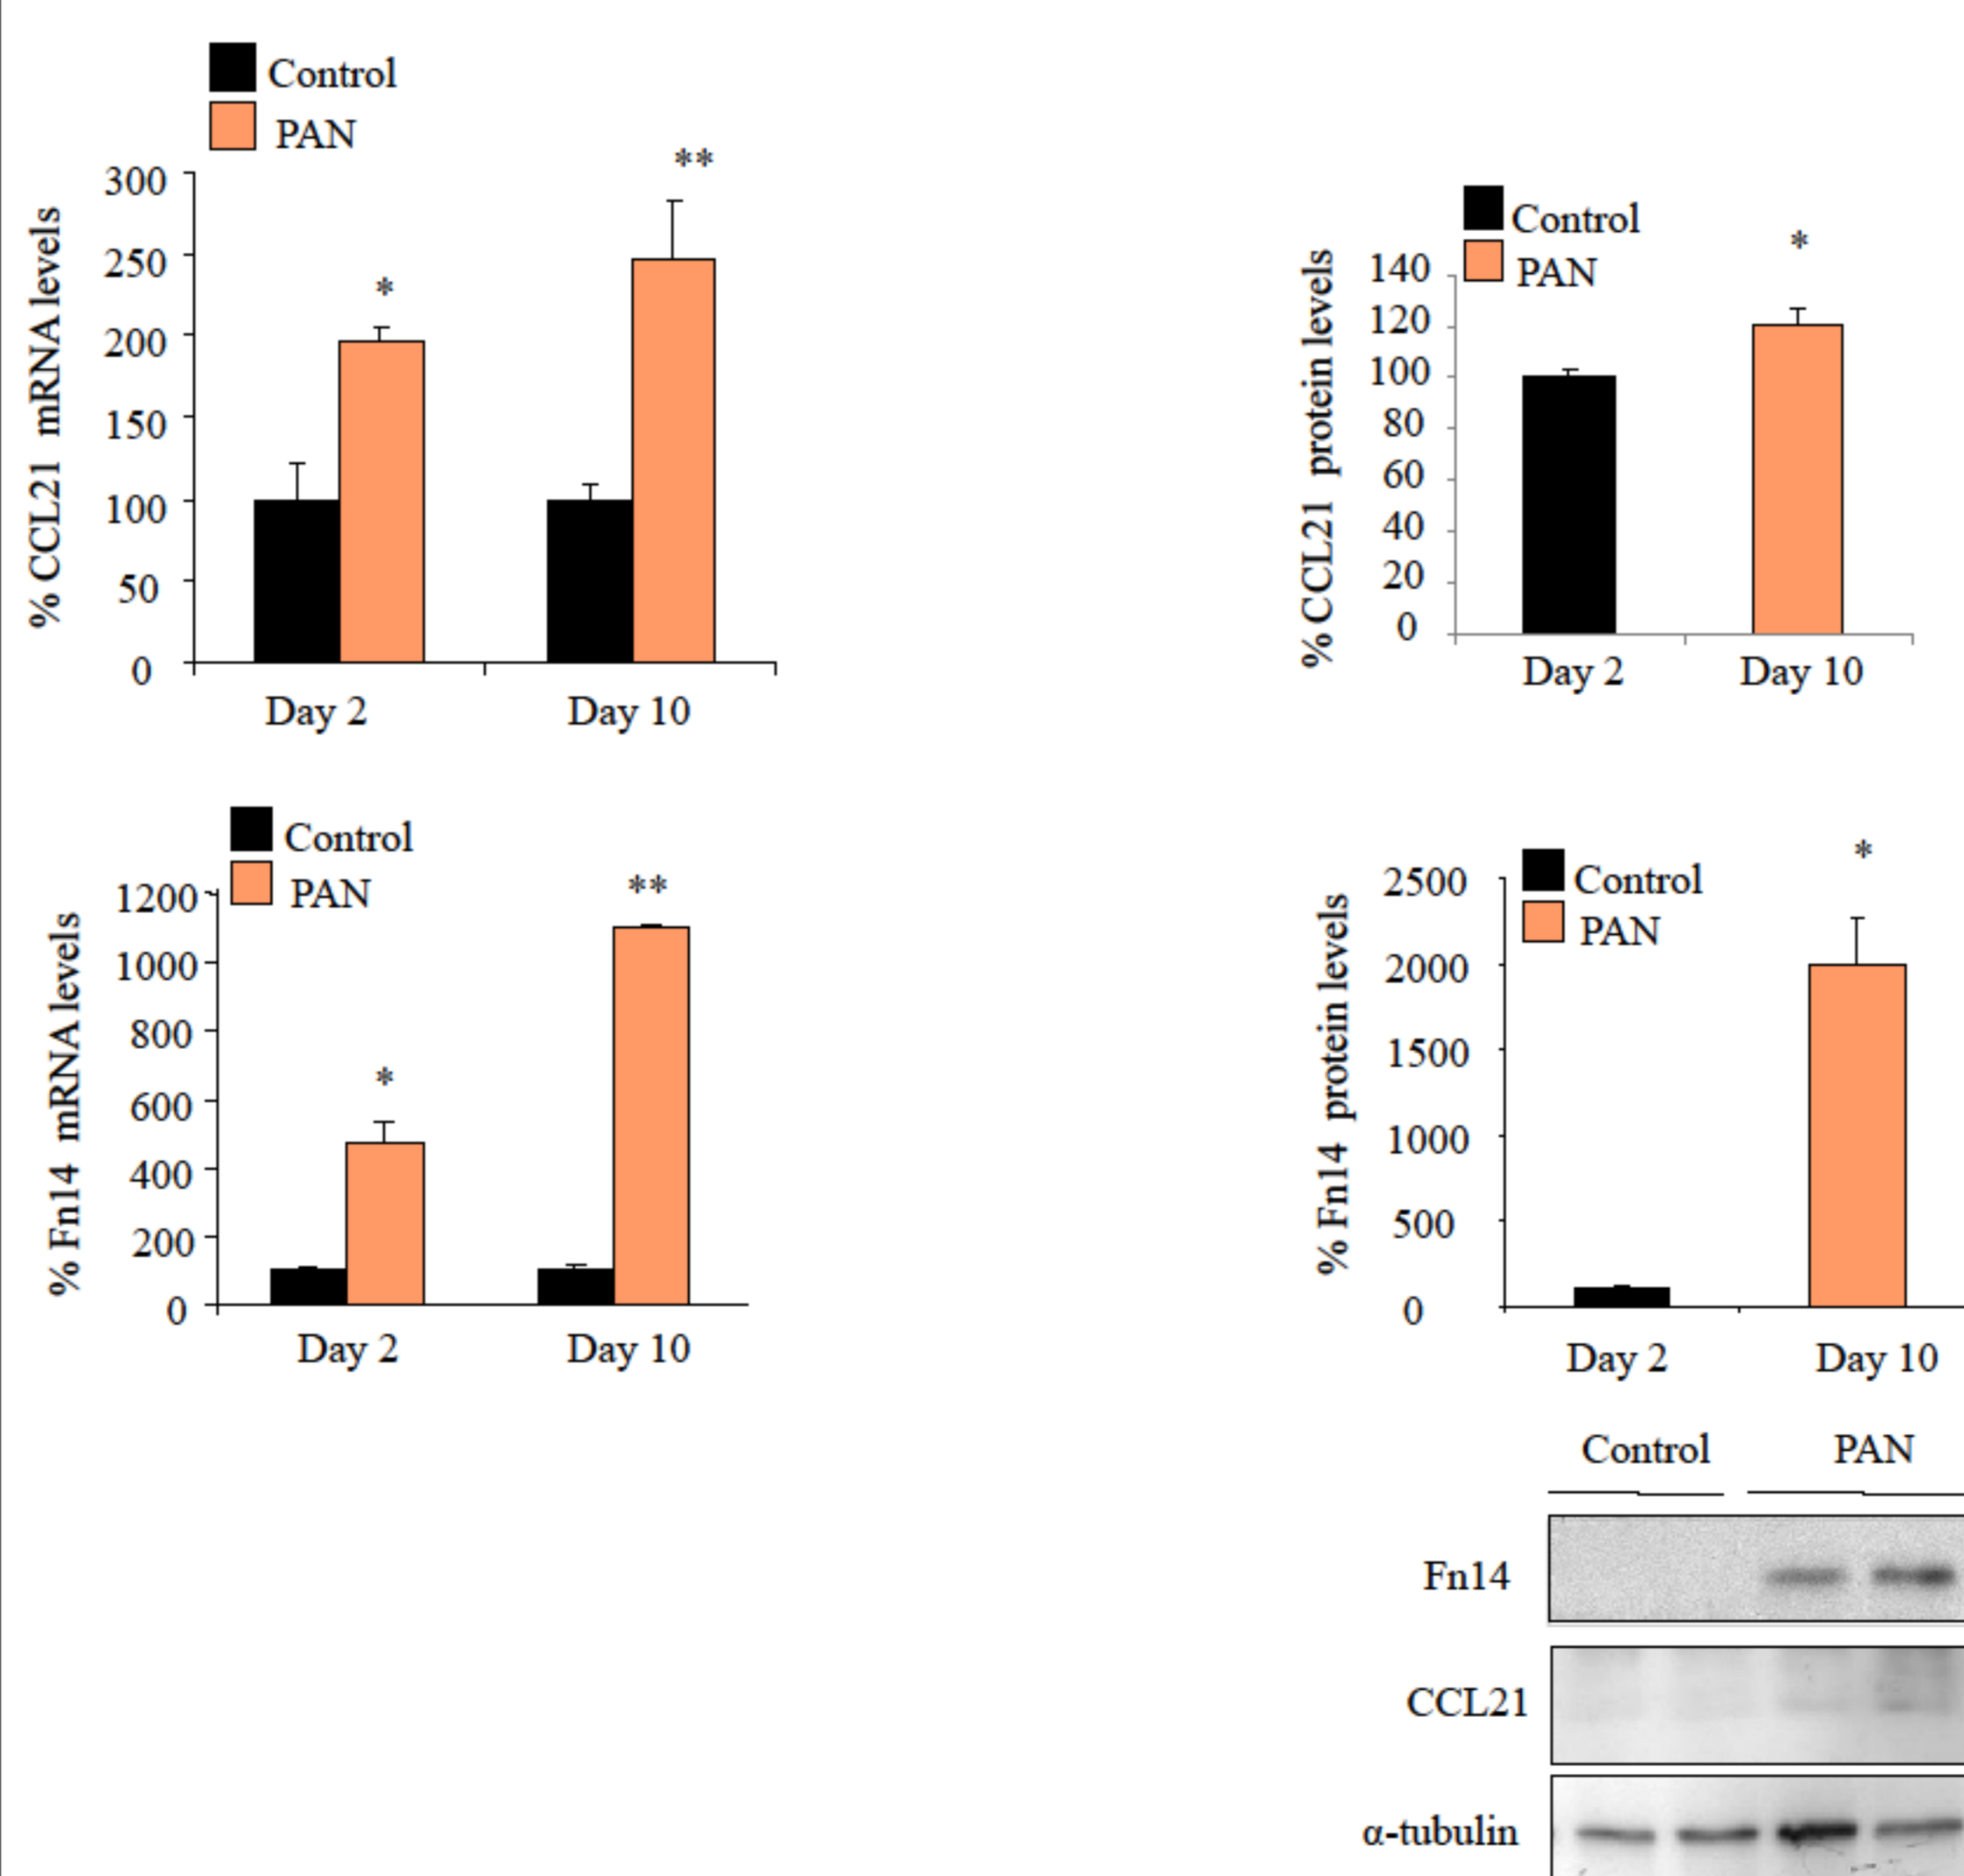 Control
PAN
**
300
250
200
150
100
50
0
*
% CCL21 mRNA levels
Day 2
Day 10
Control
PAN
*
140
120
100
80
60
40
20
0
% CCL21 protein levels
Day 2
Day 10
Control
PAN
**
1200
1000
800
600
400
200
0
*
% Fn14 mRNA levels
Day 2
Day 10
*
Control
PAN
2500
2000
1500
1000
500
0
% Fn14 protein levels
Day 2
Day 10
Control
PAN
Fn14
CCL21
α-tubulin